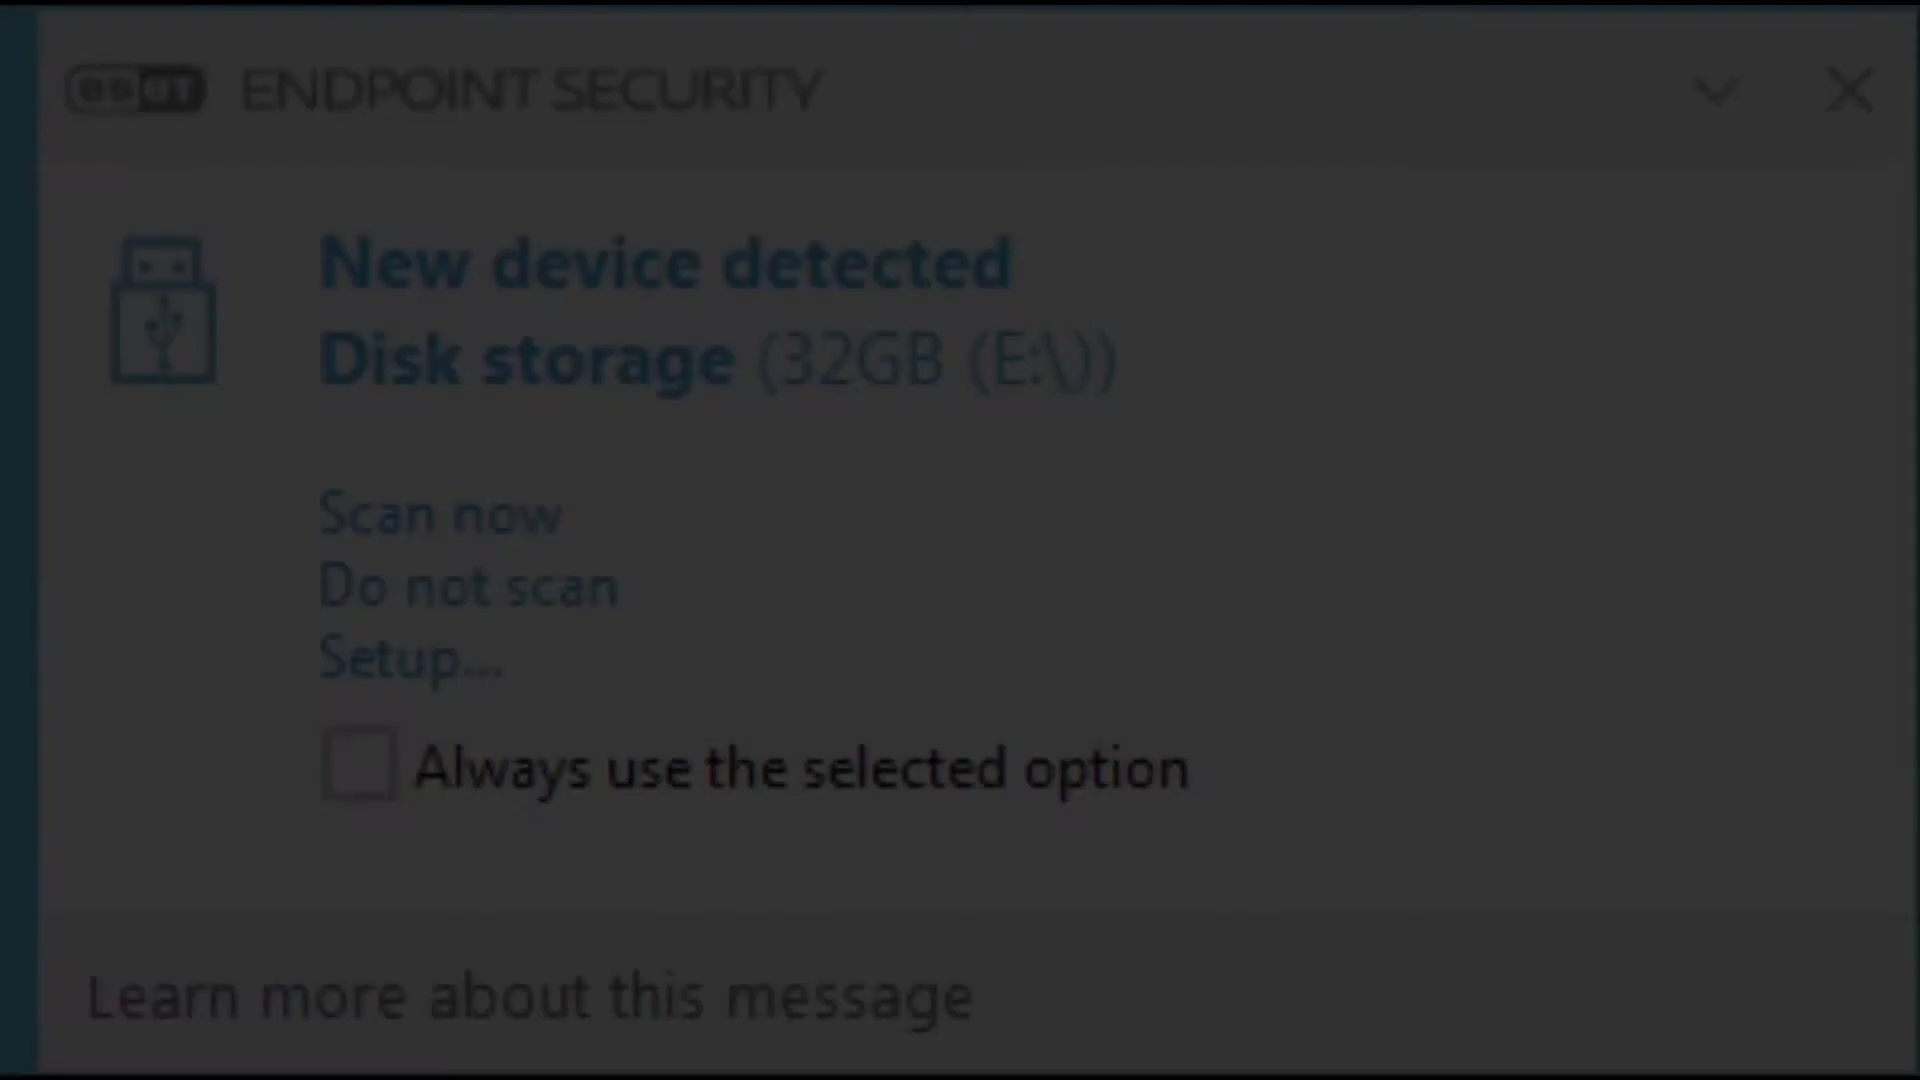 eset ENDPOINT SECURITY
New device detected
Disk storage (32GB (E:\))
Scan now
Do not scan
Setup...
Always use the selected option
Learn more about this message